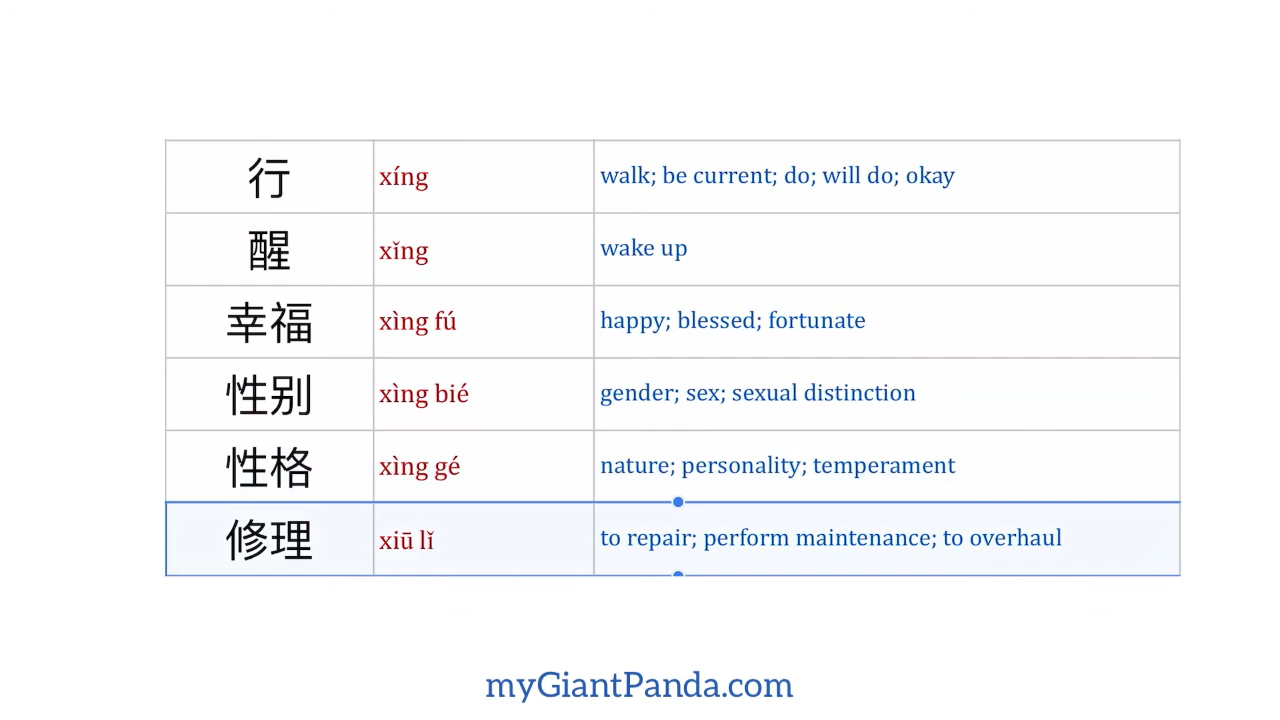 行 xíng walk; be current; do; will do; okay
醒 xǐng wake up
幸福 xìng fú happy; blessed; fortunate
性别 xìng bié gender; sex; sexual distinction
性格 xìng gé nature; personality; temperament
修理 xiū lǐ to repair; perform maintenance; to overhaul
myGiantPanda.com